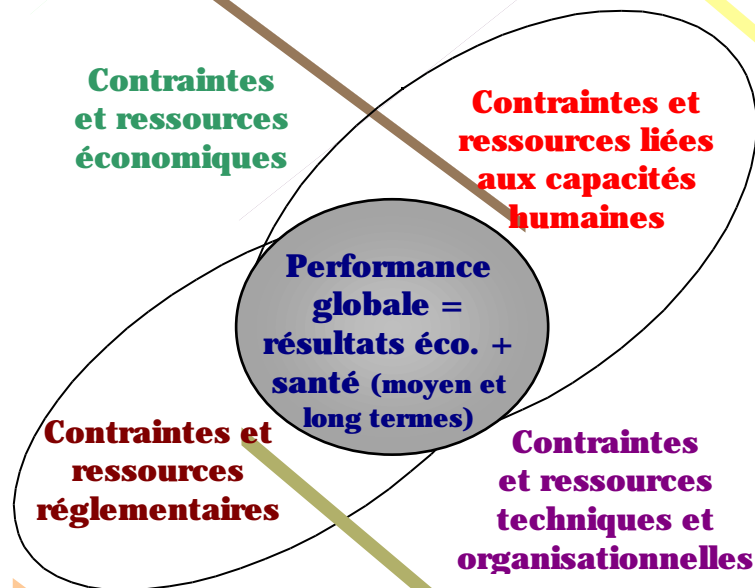 Contraintes
et ressources
économiques
Contraintes et
ressources liées
aux capacités
humaines
Performance
globale =
résultats éco. +
santé (moyen et
long termes)
Contraintes et
ressources
réglementaires
Contraintes
et ressources
techniques et
organisationnelles